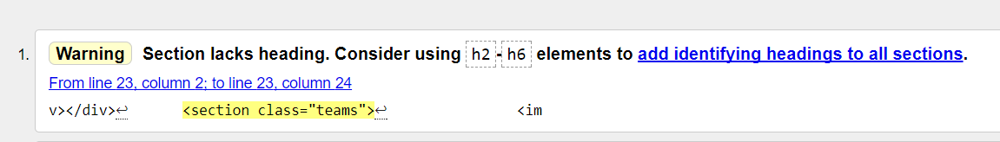 1. Warning Section lacks heading. Consider using h2-h6 elements to add identifying headings to all sections.
From line 23, column 2; to line 23, column 24
v></div>↩ <section class="teams">↩ <im